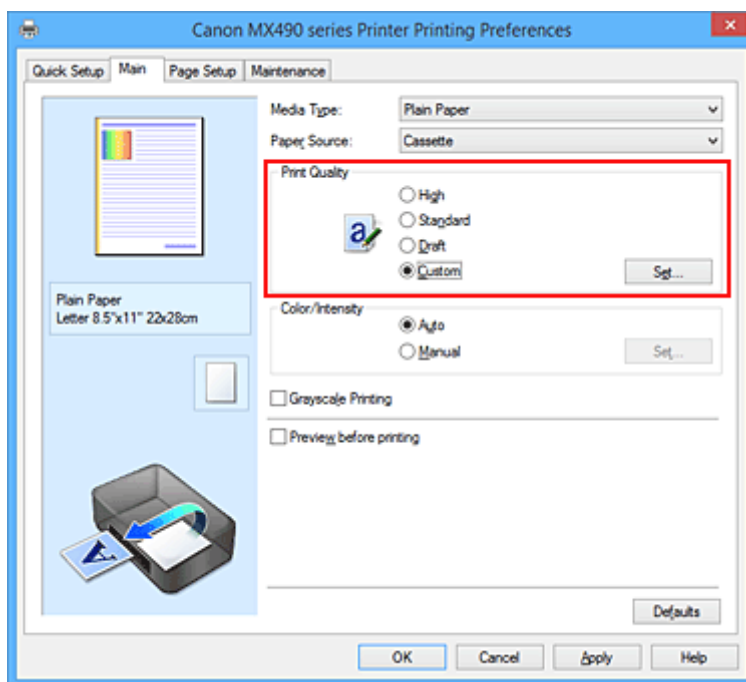 Canon MX490 series Printer Printing Preferences
Quick Setup Main Page Setup Maintenance
Media Type: Plain Paper
Paper Source: Cassette
Print Quality
High
Standard
Draft
Custom Set...
Plain Paper
Letter 8.5"x11" 22x28cm
Color/Intensity
Auto
Manual Set...
Grayscale Printing
Preview before printing
Defaults
OK Cancel Apply Help